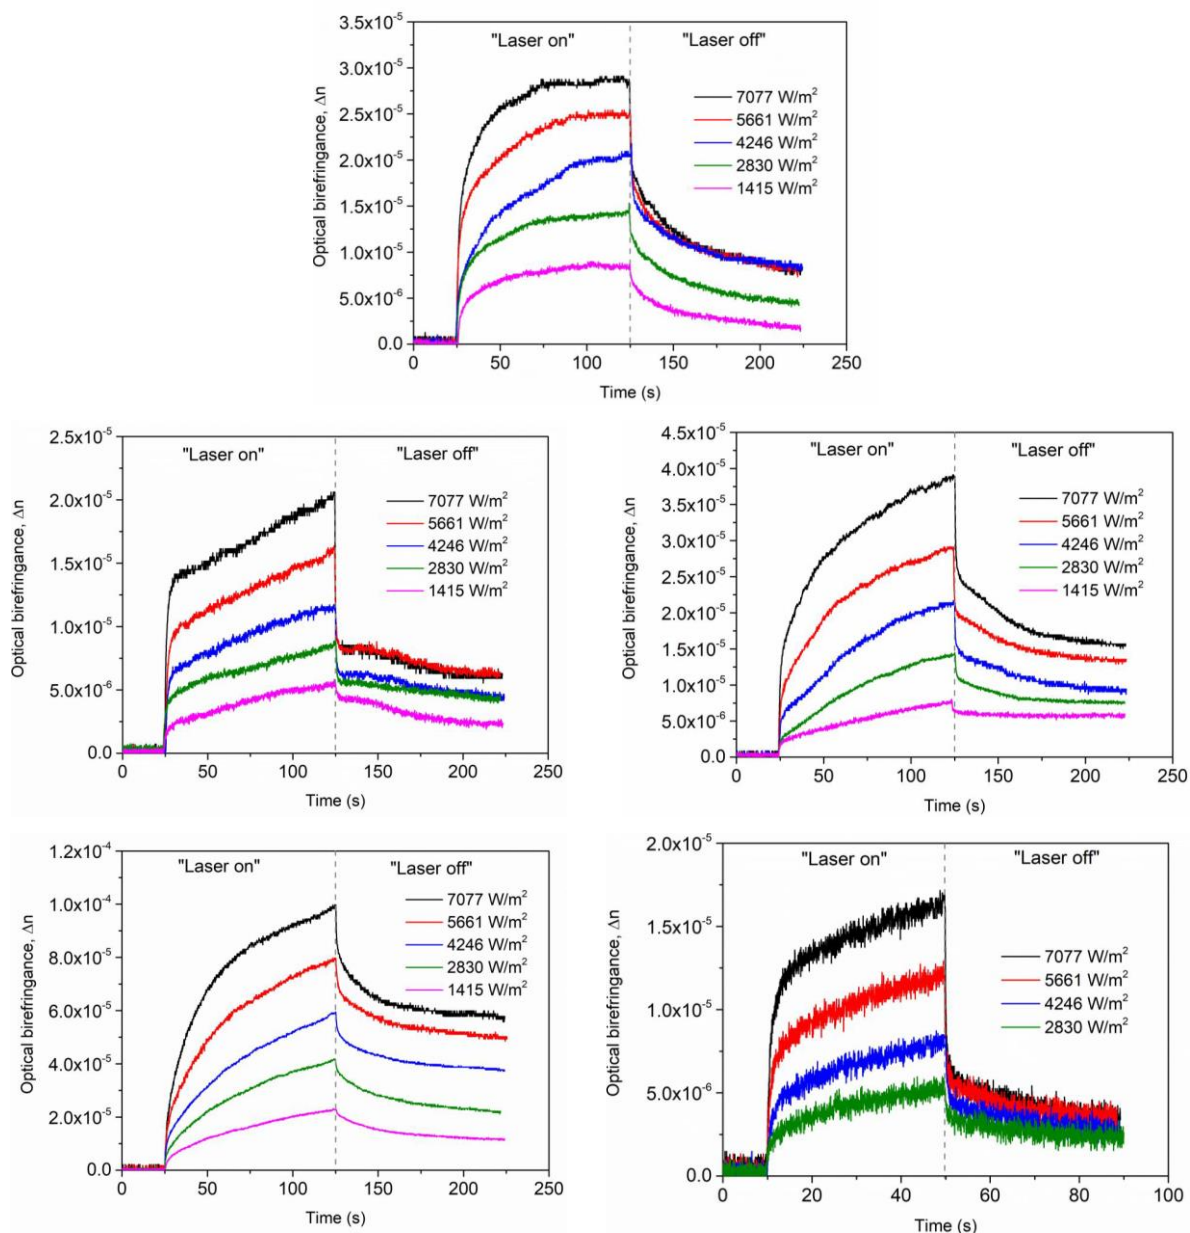 "Laser on" "Laser off"
Optical birefringance, Δn
3.5x10⁻⁵
3.0x10⁻⁵
2.5x10⁻⁵
2.0x10⁻⁵
1.5x10⁻⁵
1.0x10⁻⁵
5.0x10⁻⁶
0.0
7077 W/m²
5661 W/m²
4246 W/m²
2830 W/m²
1415 W/m²
0 50 100 150 200 250
Time (s)
"Laser on" "Laser off"
Optical birefringance, Δn
2.5x10⁻⁵
2.0x10⁻⁵
1.5x10⁻⁵
1.0x10⁻⁵
5.0x10⁻⁶
0.0
7077 W/m²
5661 W/m²
4246 W/m²
2830 W/m²
1415 W/m²
0 50 100 150 200 250
Time (s)
"Laser on" "Laser off"
Optical birefringance, Δn
4.5x10⁻⁵
4.0x10⁻⁵
3.5x10⁻⁵
3.0x10⁻⁵
2.5x10⁻⁵
2.0x10⁻⁵
1.5x10⁻⁵
1.0x10⁻⁵
5.0x10⁻⁶
0.0
7077 W/m²
5661 W/m²
4246 W/m²
2830 W/m²
1415 W/m²
0 50 100 150 200 250
Time (s)
"Laser on" "Laser off"
Optical birefringance, Δn
1.2x10⁻⁴
1.0x10⁻⁴
8.0x10⁻⁵
6.0x10⁻⁵
4.0x10⁻⁵
2.0x10⁻⁵
0.0
7077 W/m²
5661 W/m²
4246 W/m²
2830 W/m²
1415 W/m²
0 50 100 150 200 250
Time (s)
"Laser on" "Laser off"
Optical birefringance, Δn
2.0x10⁻⁵
1.5x10⁻⁵
1.0x10⁻⁵
5.0x10⁻⁶
0.0
7077 W/m²
5661 W/m²
4246 W/m²
2830 W/m²
0 20 40 60 80 100
Time (s)